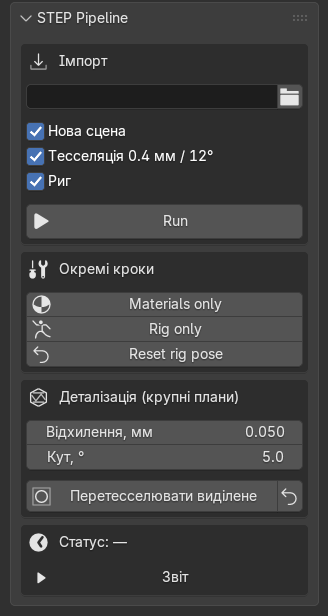 STEP Pipeline
Імпорт
Нова сцена
Тесселяція 0.4 мм / 12°
Риг
Run
Окремі кроки
Materials only
Rig only
Reset rig pose
Деталізація (крупні плани)
Відхилення, мм 0.050
Кут, ° 5.0
Перетесселювати виділене
Статус: —
Звіт